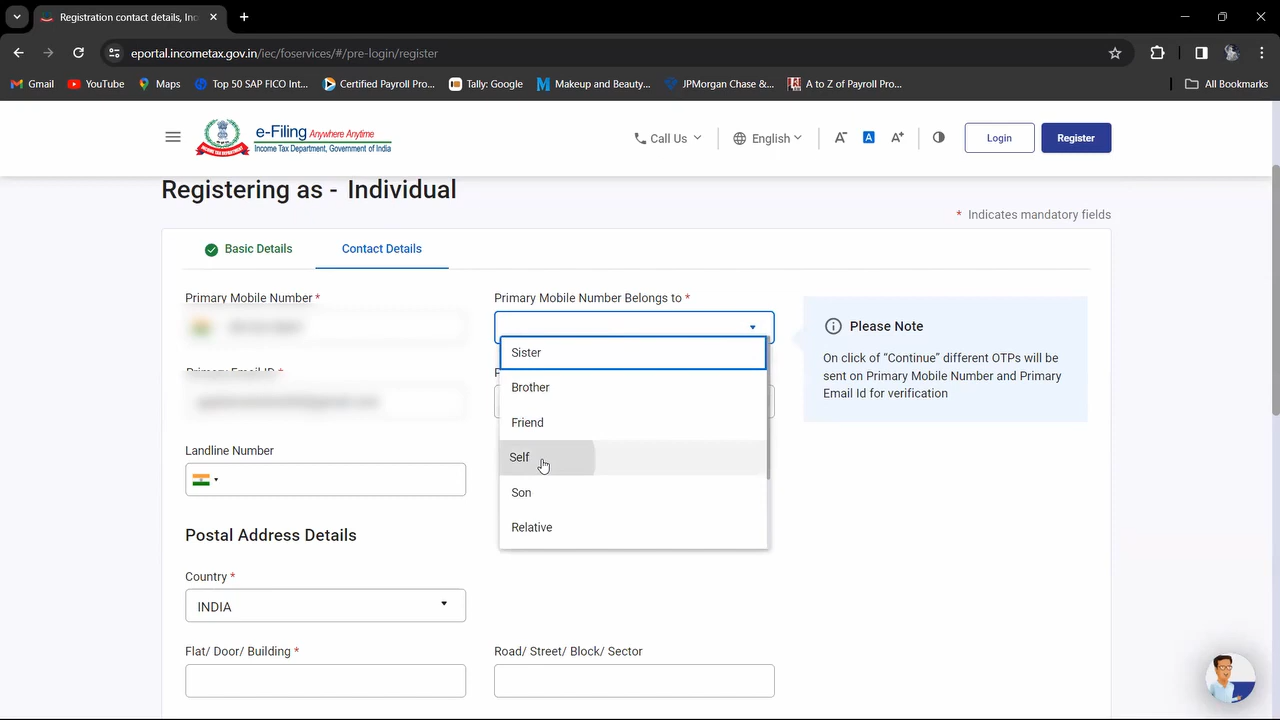 Registration contact details, Inc
eportal.incometax.gov.in/iec/foservices/#/pre-login/register
Gmail
YouTube
Maps
Top 50 SAP FICO Int...
Certified Payroll Pro...
Tally: Google
Makeup and Beauty...
JPMorgan Chase &...
A to Z of Payroll Pro...
All Bookmarks
e-Filing Anywhere Anytime
Income Tax Department, Government of India
Call Us
English
A-
A
A+
Login
Register
Registering as - Individual
* Indicates mandatory fields
Basic Details
Contact Details
Primary Mobile Number *
Primary Mobile Number Belongs to *
Sister
Brother
Friend
Self
Son
Relative
Please Note
On click of “Continue” different OTPs will be
sent on Primary Mobile Number and Primary
Email Id for verification
Primary Email ID *
Landline Number
Postal Address Details
Country *
INDIA
Flat/ Door/ Building *
Road/ Street/ Block/ Sector